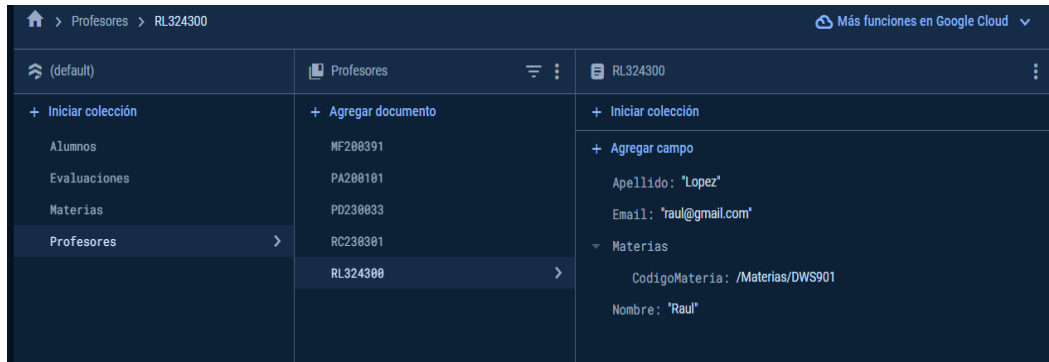 > Profesores > RL324300
Más funciones en Google Cloud
(default)
Profesores
RL324300
+ Iniciar colección
Alumnos
Evaluaciones
Materias
Profesores
+ Agregar documento
MF200391
PA200101
PD230033
RC230301
RL324300
+ Iniciar colección
+ Agregar campo
Apellido: "Lopez"
Email: "raul@gmail.com"
Materias
CodigoMateria: /Materias/DWS901
Nombre: "Raul"